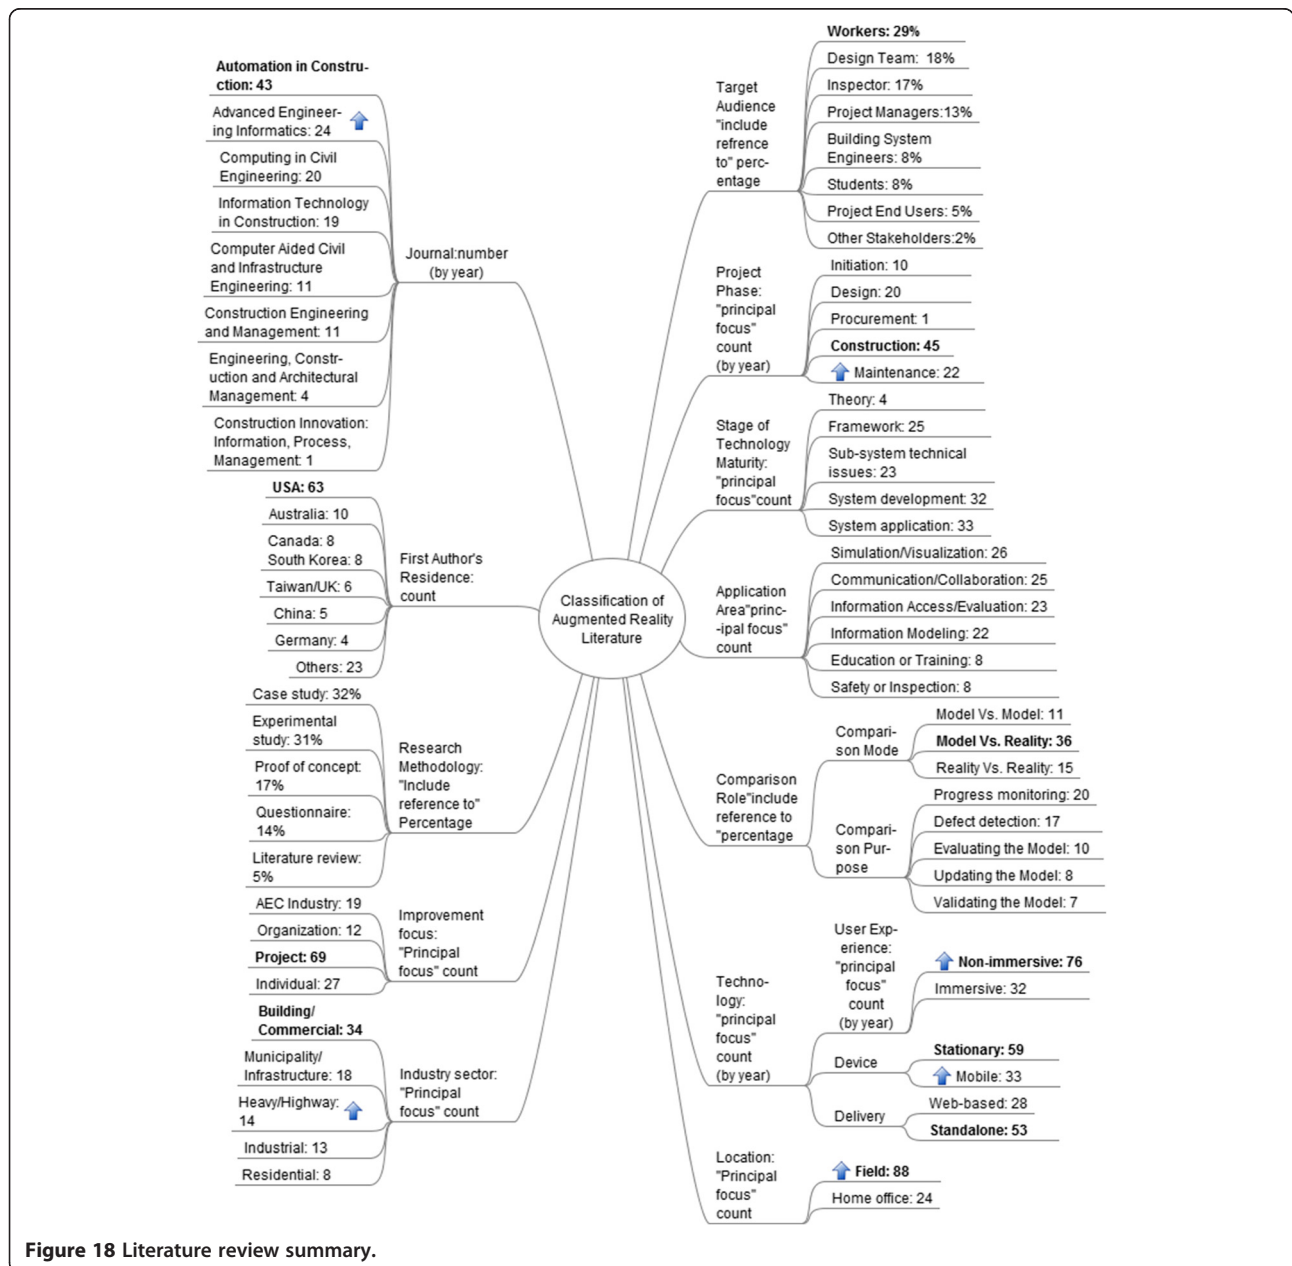 Automation in Constru-
ction: 43
Advanced Engineer-
ing Informatics: 24
Computing in Civil
Engineering: 20
Information Technology
in Construction: 19
Computer Aided Civil
and Infrastructure
Engineering: 11
Construction Engineering
and Management: 11
Engineering, Constr-
uction and Architectural
Management: 4
Construction Innovation:
Information, Process,
Management: 1
Journal:number
(by year)
USA: 63
Australia: 10
Canada: 8
South Korea: 8
Taiwan/UK: 6
China: 5
Germany: 4
Others: 23
First Author's
Residence:
count
Case study: 32%
Experimental
study: 31%
Proof of concept:
17%
Questionnaire:
14%
Literature review:
5%
Research
Methodology:
"Include
reference to"
Percentage
AEC Industry: 19
Organization: 12
Project: 69
Individual: 27
Improvement
focus:
"Principal
focus" count
Building/
Commercial: 34
Municipality/
Infrastructure: 18
Heavy/Highway:
14
Industrial: 13
Residential: 8
Industry sector:
"Principal
focus" count
Classification of
Augmented Reality
Literature
Target
Audience
"include
refrence
to" perc-
entage
Workers: 29%
Design Team: 18%
Inspector: 17%
Project Managers:13%
Building System
Engineers: 8%
Students: 8%
Project End Users: 5%
Other Stakeholders:2%
Project
Phase:
"principal
focus"
count
(by year)
Initiation: 10
Design: 20
Procurement: 1
Construction: 45
Maintenance: 22
Stage of
Technology
Maturity:
"principal
focus"count
Theory: 4
Framework: 25
Sub-system technical
issues: 23
System development: 32
System application: 33
Application
Area"princ-
-ipal focus"
count
Simulation/Visualization: 26
Communication/Collaboration: 25
Information Access/Evaluation: 23
Information Modeling: 22
Education or Training: 8
Safety or Inspection: 8
Comparison
Role"include
reference to
"percentage
Compari-
son Mode
Model Vs. Model: 11
Model Vs. Reality: 36
Reality Vs. Reality: 15
Compari-
son Pur-
pose
Progress monitoring: 20
Defect detection: 17
Evaluating the Model: 10
Updating the Model: 8
Validating the Model: 7
Techno-
logy:
"principal
focus"
count
(by year)
User Exp-
erience:
"principal
focus"
count
(by year)
Non-immersive: 76
Immersive: 32
Device
Stationary: 59
Mobile: 33
Delivery
Web-based: 28
Standalone: 53
Location:
"Principal
focus"
count
Field: 88
Home office: 24
Figure 18 Literature review summary.